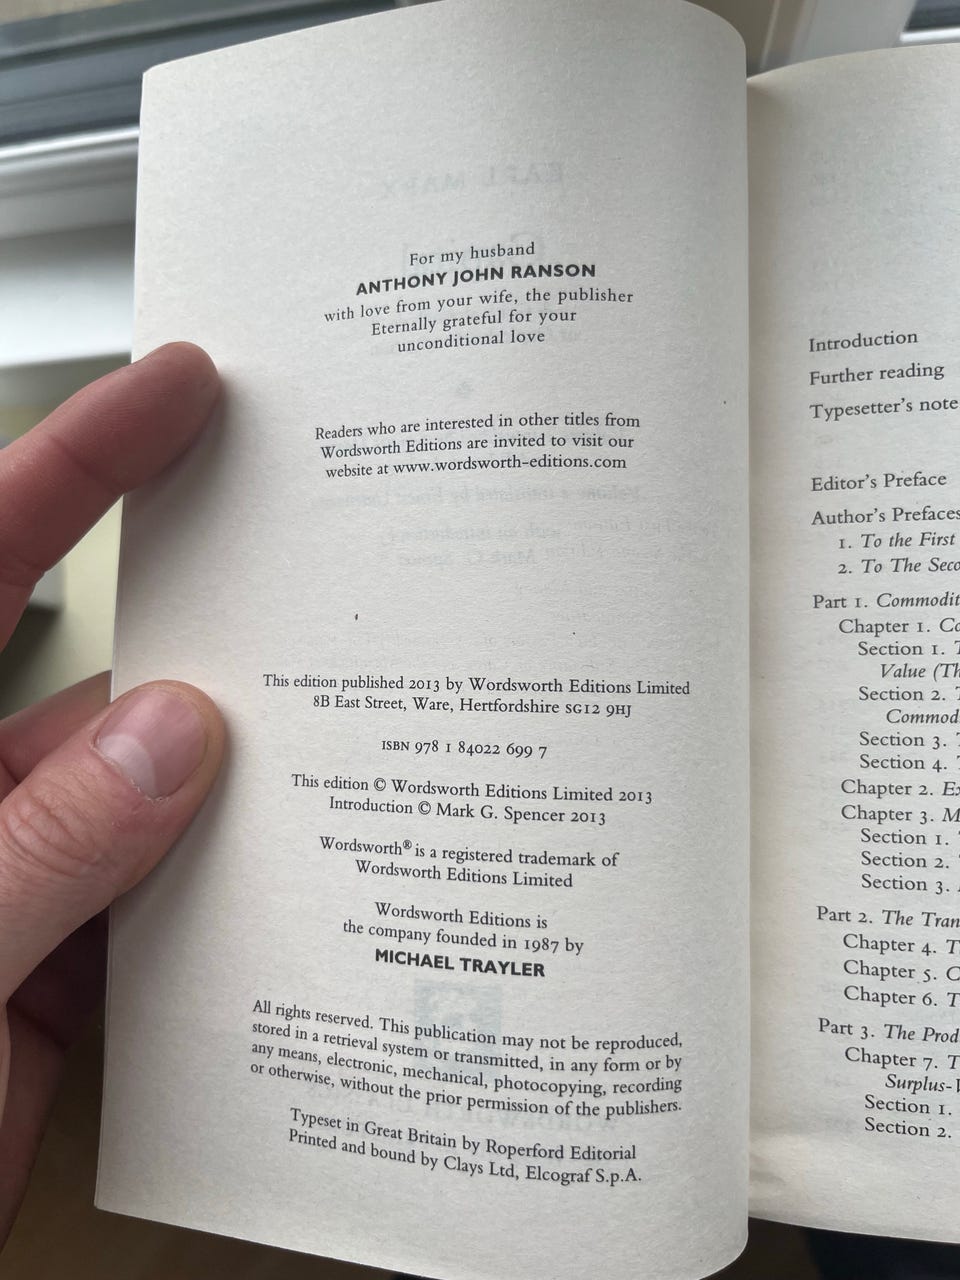 For my husband
ANTHONY JOHN RANSON
with love from your wife, the publisher
Eternally grateful for your
unconditional love
Readers who are interested in other titles from
Wordsworth Editions are invited to visit our
website at www.wordsworth-editions.com
This edition published 2013 by Wordsworth Editions Limited
8B East Street, Ware, Hertfordshire SG12 9HJ
ISBN 978 1 84022 699 7
This edition © Wordsworth Editions Limited 2013
Introduction © Mark G. Spencer 2013
Wordsworth® is a registered trademark of
Wordsworth Editions Limited
Wordsworth Editions is
the company founded in 1987 by
MICHAEL TRAYLER
All rights reserved. This publication may not be reproduced,
stored in a retrieval system or transmitted, in any form or by
any means, electronic, mechanical, photocopying, recording
or otherwise, without the prior permission of the publishers.
Typeset in Great Britain by Roperford Editorial
Printed and bound by Clays Ltd, Elcograf S.p.A.
Introduction
Further reading
Typesetter's note
Editor's Preface
Author's Prefaces
1. To the First
2. To The
Part 1.
Chapter 1.
Section 1.
Value
Section 2.
Section 3.
Section 4.
Chapter 2.
Chapter 3.
Section 1.
Section 2.
Section 3.
Part 2. The
Chapter 4.
Chapter 5.
Chapter 6.
Part 3. The
Chapter 7.
Section 1.
Section 2.